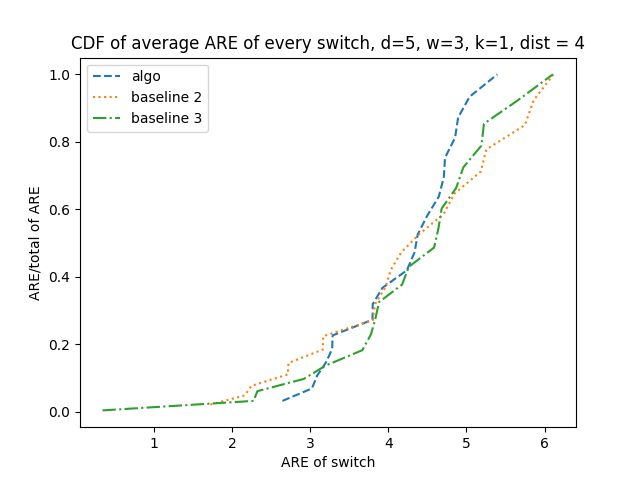 CDF of average ARE of every switch, d=5, w=3, k=1, dist = 4
algo
baseline 2
baseline 3
ARE/total of ARE
1.0
0.8
0.6
0.4
0.2
0.0
1 2 3 4 5 6
ARE of switch